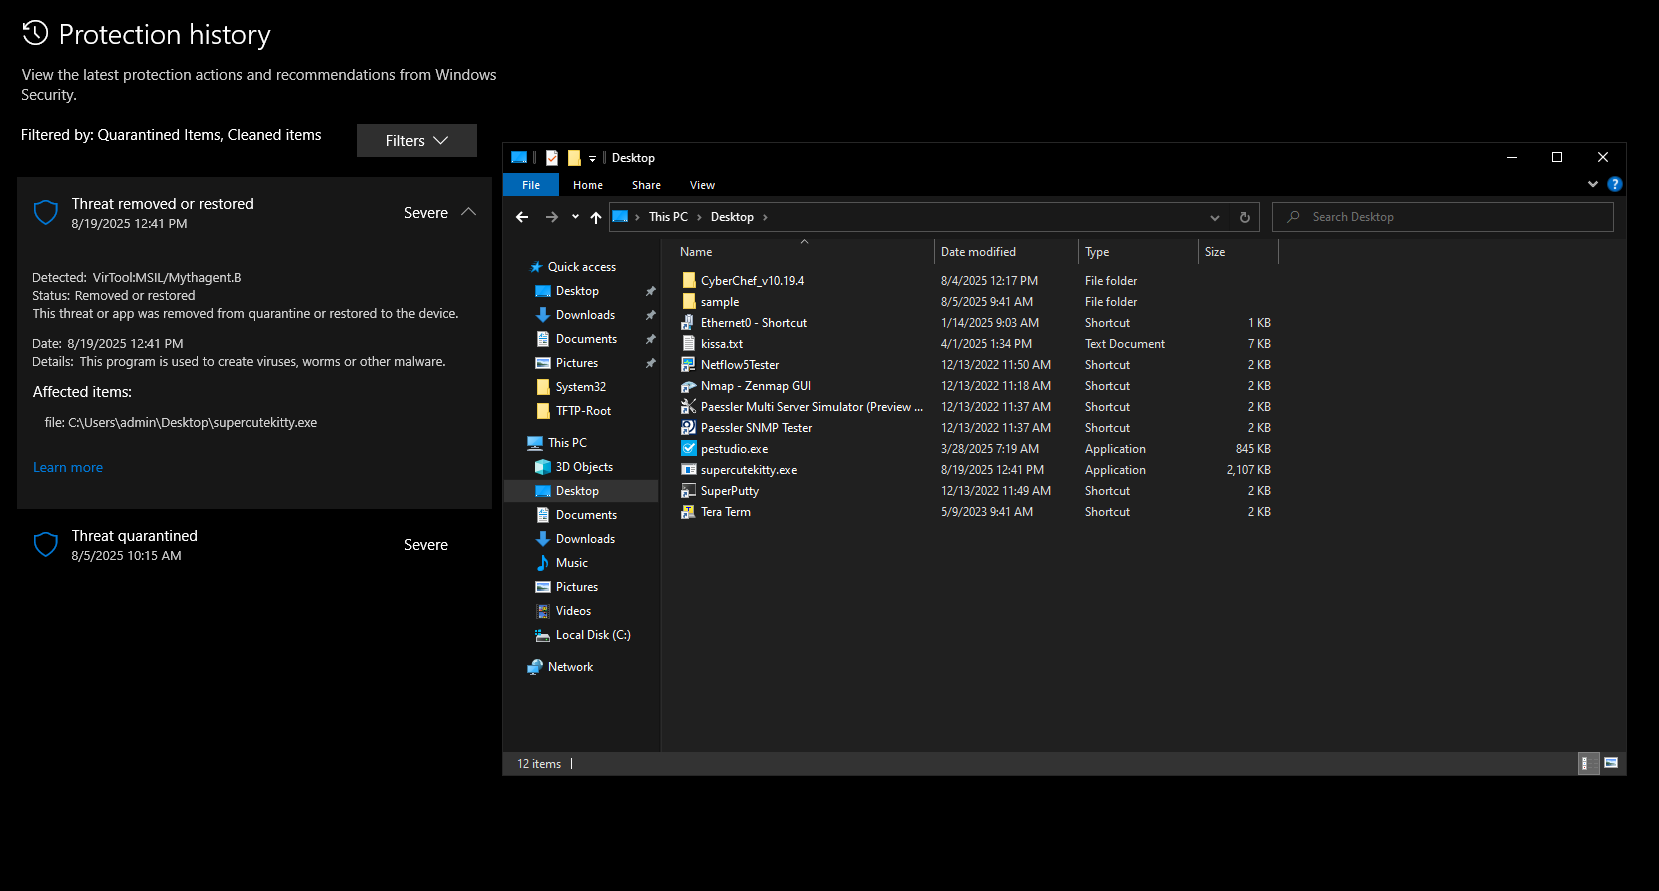 Protection history
View the latest protection actions and recommendations from Windows
Security.
Filtered by: Quarantined Items, Cleaned items
Filters
Threat removed or restored
8/19/2025 12:41 PM
Severe
Detected: VirTool:MSIL/Mythagent.B
Status: Removed or restored
This threat or app was removed from quarantine or restored to the device.
Date: 8/19/2025 12:41 PM
Details: This program is used to create viruses, worms or other malware.
Affected items:
file: C:\Users\admin\Desktop\supercutekitty.exe
Learn more
Threat quarantined
8/5/2025 10:15 AM
Severe
Desktop
File Home Share View
?
This PC > Desktop >
Search Desktop
Quick access
Desktop
Downloads
Documents
Pictures
System32
TFTP-Root
This PC
3D Objects
Desktop
Documents
Downloads
Music
Pictures
Videos
Local Disk (C:)
Network
Name Date modified Type Size
CyberChef_v10.19.4 8/4/2025 12:17 PM File folder
sample 8/5/2025 9:41 AM File folder
Ethernet0 - Shortcut 1/14/2025 9:03 AM Shortcut 1 KB
kissa.txt 4/1/2025 1:34 PM Text Document 7 KB
Netflow5Tester 12/13/2022 11:50 AM Shortcut 2 KB
Nmap - Zenmap GUI 12/13/2022 11:18 AM Shortcut 2 KB
Paessler Multi Server Simulator (Preview ... 12/13/2022 11:37 AM Shortcut 2 KB
Paessler SNMP Tester 12/13/2022 11:37 AM Shortcut 2 KB
pestudio.exe 3/28/2025 7:19 AM Application 845 KB
supercutekitty.exe 8/19/2025 12:41 PM Application 2,107 KB
SuperPutty 12/13/2022 11:49 AM Shortcut 2 KB
Tera Term 5/9/2023 9:41 AM Shortcut 2 KB
12 items